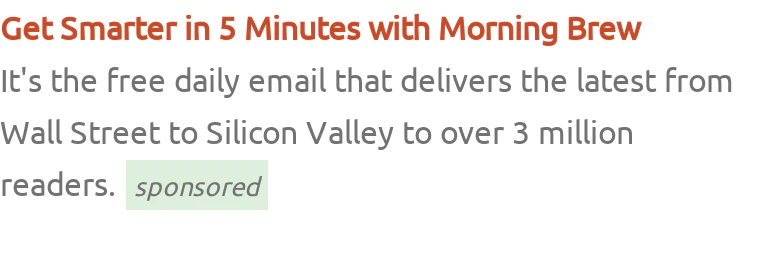 Get Smarter in 5 Minutes with Morning Brew
It's the free daily email that delivers the latest from
Wall Street to Silicon Valley to over 3 million
readers. sponsored